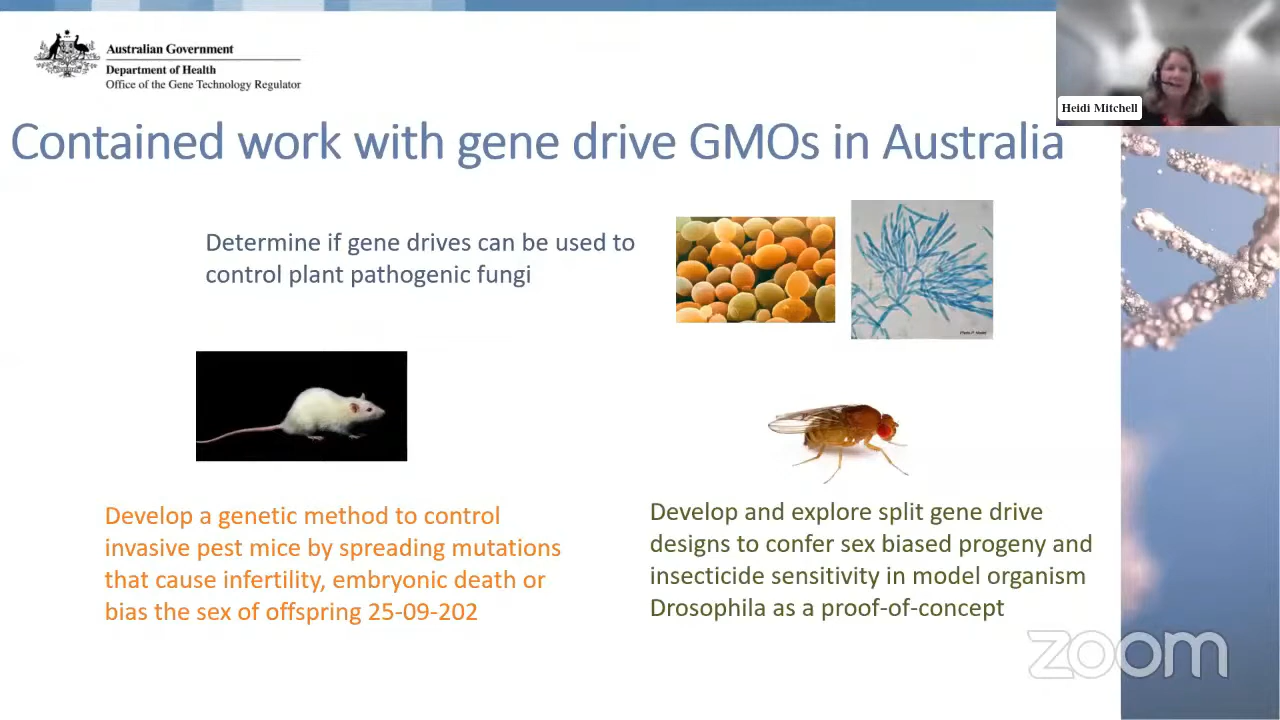 Australian Government
Department of Health
Office of the Gene Technology Regulator
Heidi Mitchell
Contained work with gene drive GMOs in Australia
Determine if gene drives can be used to
control plant pathogenic fungi
Develop a genetic method to control
invasive pest mice by spreading mutations
that cause infertility, embryonic death or
bias the sex of offspring 25-09-202
Develop and explore split gene drive
designs to confer sex biased progeny and
insecticide sensitivity in model organism
Drosophila as a proof-of-concept
zoom